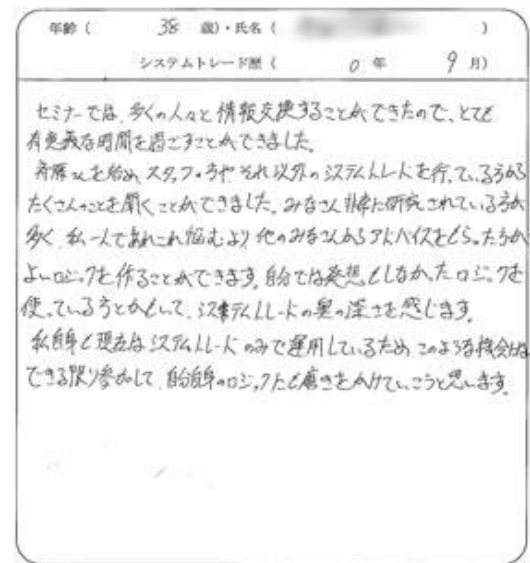 年齢 ( 38 歳)・氏名 ( )
システムトレード歴 ( 0 年 9 月)
セミナーでは、多くの人々と情報交換することができたので、とても
有意義な時間を過ごすことができました。
斉藤さんを始め、スタッフの方やそれ以外のシステムトレードを行っている方から
たくさんのことを聞くことができました。みなさん非常に研究されている方が
多く、私一人であれこれ悩むより他のみなさんからアドバイスをもらった方が
よいロジックを作ることができます。自分では発想もしなかったロジックを
使っている方とかもいて、システムトレードの奥の深さを感じます。
私自身も現在はシステムトレードのみで運用しているため、このような機会には
できる限り参加して、自分自身のロジックにも磨きをかけていこうと思います。